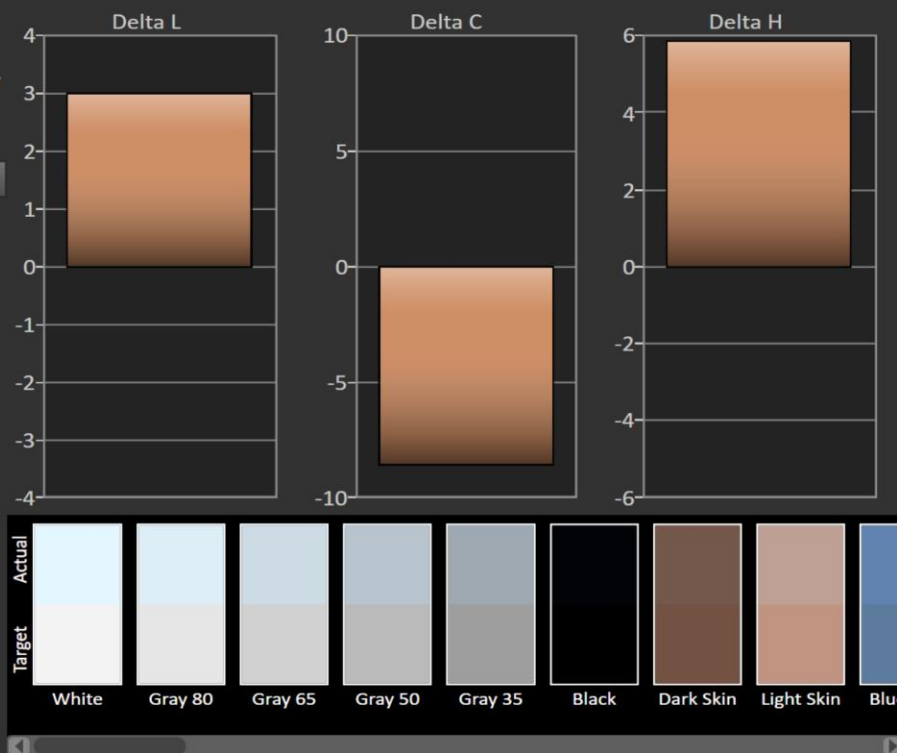 Delta L
4
3
2
1
0
-1
-2
-3
-4
Delta C
10
5
0
-5
-10
Delta H
6
4
2
0
-2
-4
-6
Actual
Target
White
Gray 80
Gray 65
Gray 50
Gray 35
Black
Dark Skin
Light Skin
Blu